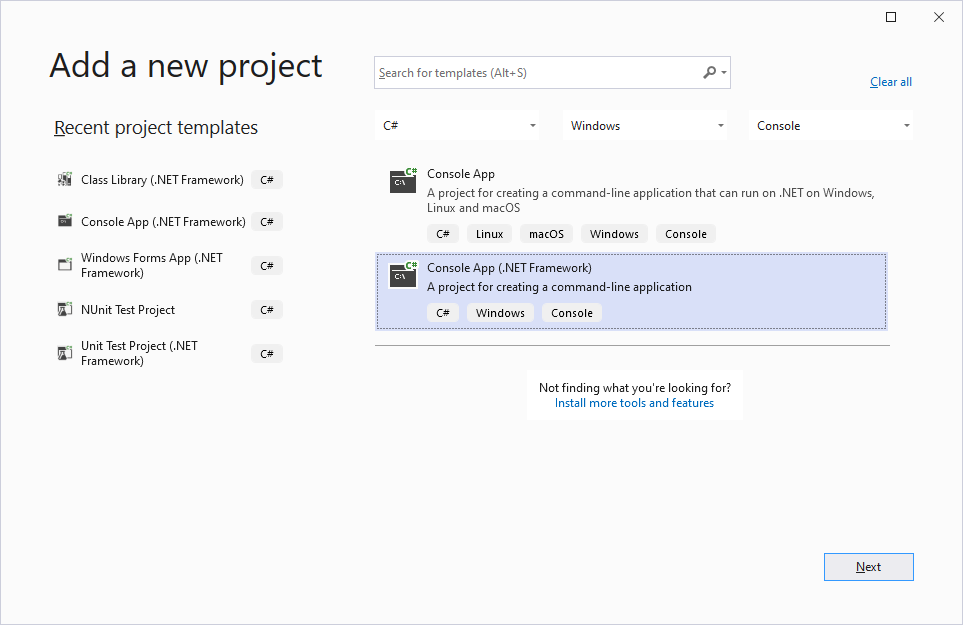 Add a new project
Search for templates (Alt+S)
Clear all
Recent project templates
C#
Windows
Console
Class Library (.NET Framework) C#
Console App (.NET Framework) C#
Windows Forms App (.NET
Framework)
C#
NUnit Test Project C#
Unit Test Project (.NET
Framework)
C#
Console App
A project for creating a command-line application that can run on .NET on Windows,
Linux and macOS
C# Linux macOS Windows Console
Console App (.NET Framework)
A project for creating a command-line application
C# Windows Console
Not finding what you're looking for?
Install more tools and features
Next